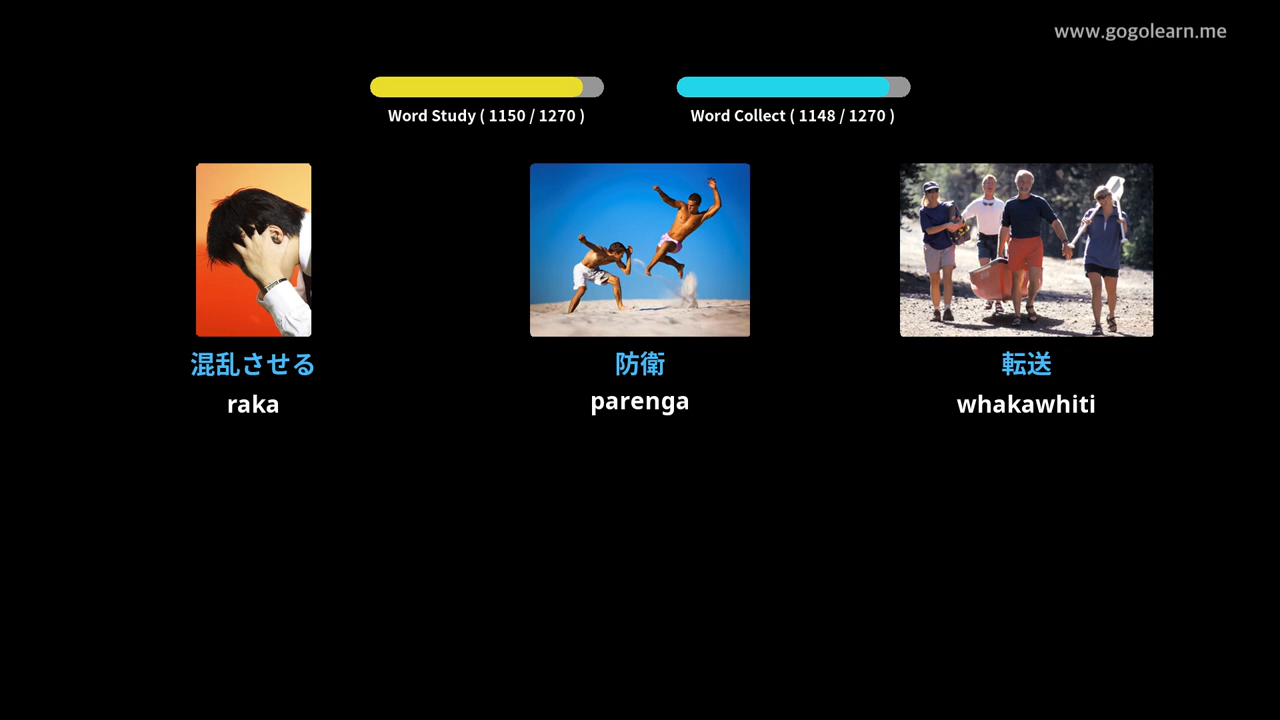 www.gogolearn.me
Word Study ( 1150 / 1270 )
Word Collect ( 1148 / 1270 )
混乱させる
防衛
転送
raka
parenga
whakawhiti